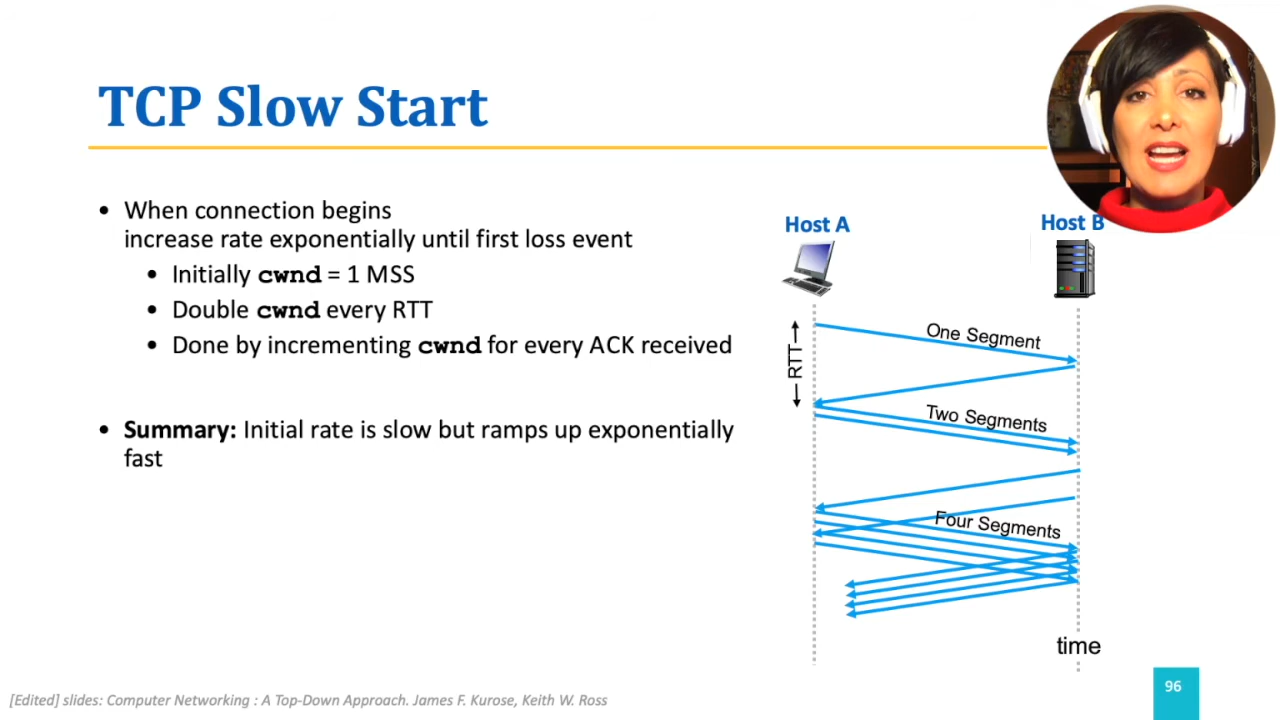 TCP Slow Start
• When connection begins
increase rate exponentially until first loss event
• Initially cwnd = 1 MSS
• Double cwnd every RTT
• Done by incrementing cwnd for every ACK received
• Summary: Initial rate is slow but ramps up exponentially
fast
Host A
Host B
RTT
One Segment
Two Segments
Four Segments
time
96
[Edited] slides: Computer Networking : A Top-Down Approach. James F. Kurose, Keith W. Ross